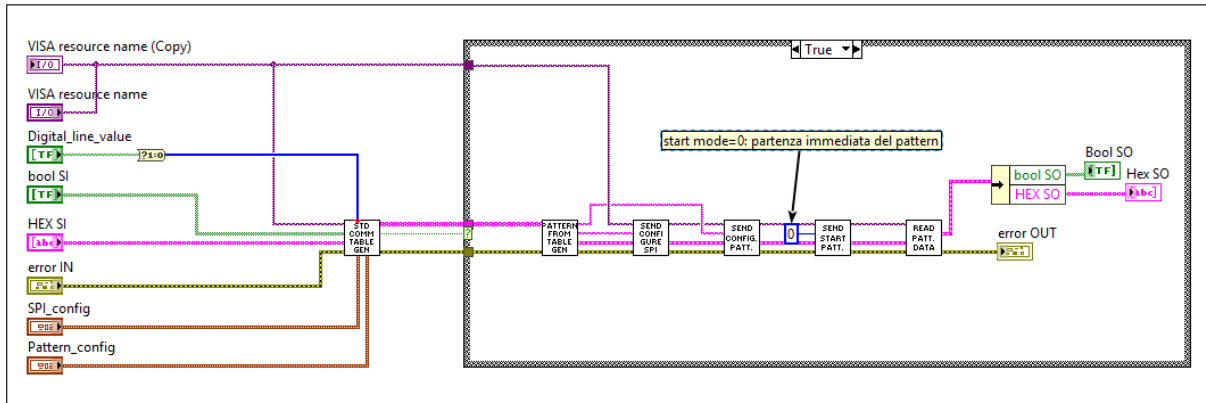 VISA resource name (Copy)
I/O
VISA resource name
I/O
Digital_line_value
[TF]
?1:0
bool SI
[TF]
HEX SI
[abc]
error IN
SPI_config
Pattern_config
STD
COMM
TABLE
GEN
True
?
start mode=0: partenza immediata del pattern
PATTERN
FROM
TABLE
GEN
SEND
CONFI
GURE
SPI
SEND
CONFIG.
PATT.
0
SEND
START
PATT.
READ
PATT.
DATA
bool SO
HEX SO
Bool SO
[TF]
Hex SO
[abc]
error OUT